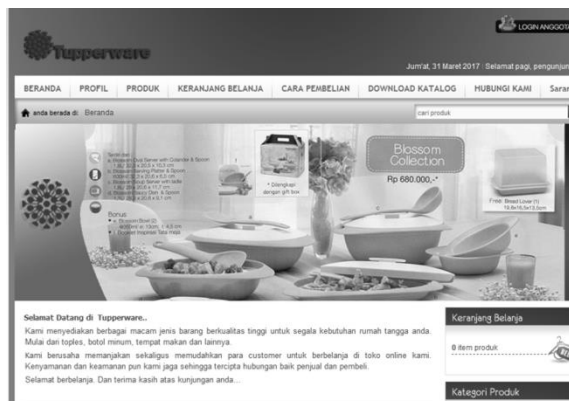 LOGIN ANGGOTA
Tupperware
Jum'at, 31 Maret 2017 : Selamat pagi, pengunjun
BERANDA PROFIL PRODUK KERANJANG BELANJA CARA PEMBELIAN DOWNLOAD KATALOG HUBUNGI KAMI Saran
anda berada di: Beranda
cari produk
Blossom
Collection
Rp 680.000,-*
* Dilengkapi
dengan gift box
Free: Bread Lover (1)
Bonus
Selamat Datang di Tupperware..
Kami menyediakan berbagai macam jenis barang berkualitas tinggi untuk segala kebutuhan rumah tangga anda.
Mulai dari toples, botol minum, tempat makan dan lainnya.
Kami berusaha memanjakan sekaligus memudahkan para customer untuk berbelanja di toko online kami.
Kenyamanan dan keamanan pun kami jaga sehingga tercipta hubungan baik penjual dan pembeli.
Selamat berbelanja. Dan terima kasih atas kunjungan anda...
Keranjang Belanja
0 item produk
Kategori Produk